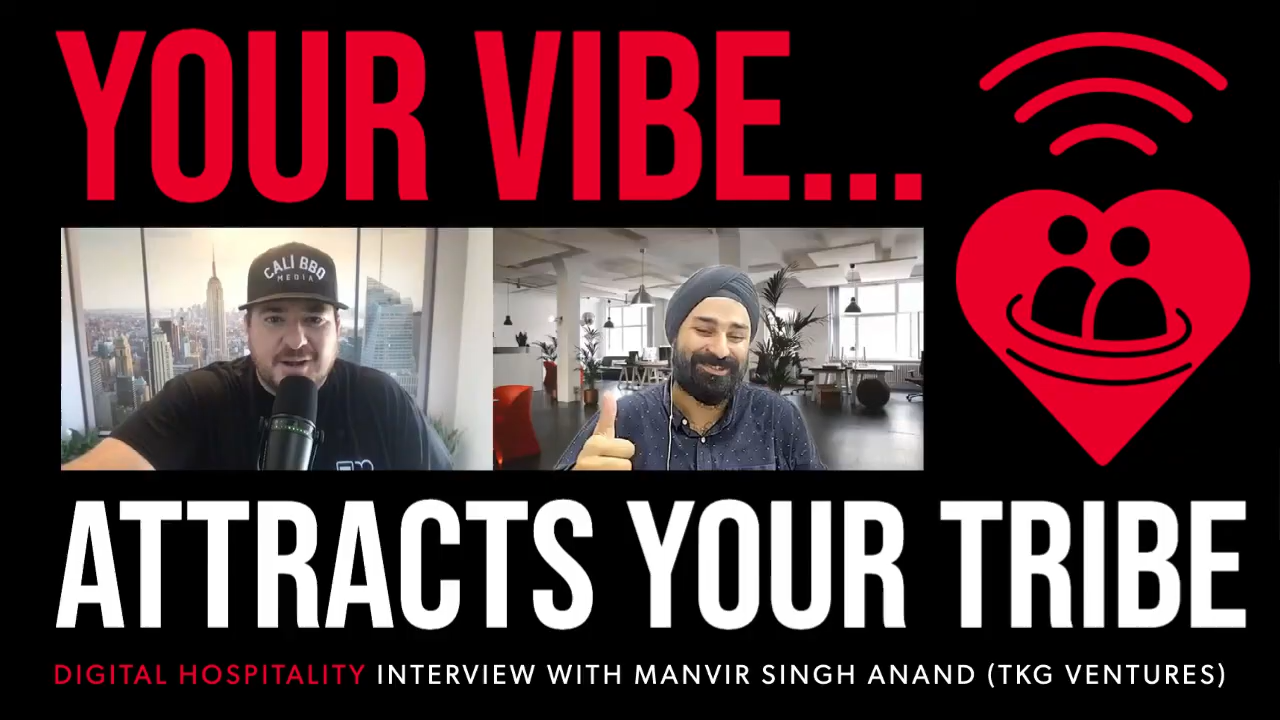 YOUR VIBE...
CALI BBQ
MEDIA
ATTRACTS YOUR TRIBE
DIGITAL HOSPITALITY INTERVIEW WITH MANVIR SINGH ANAND (TKG VENTURES)